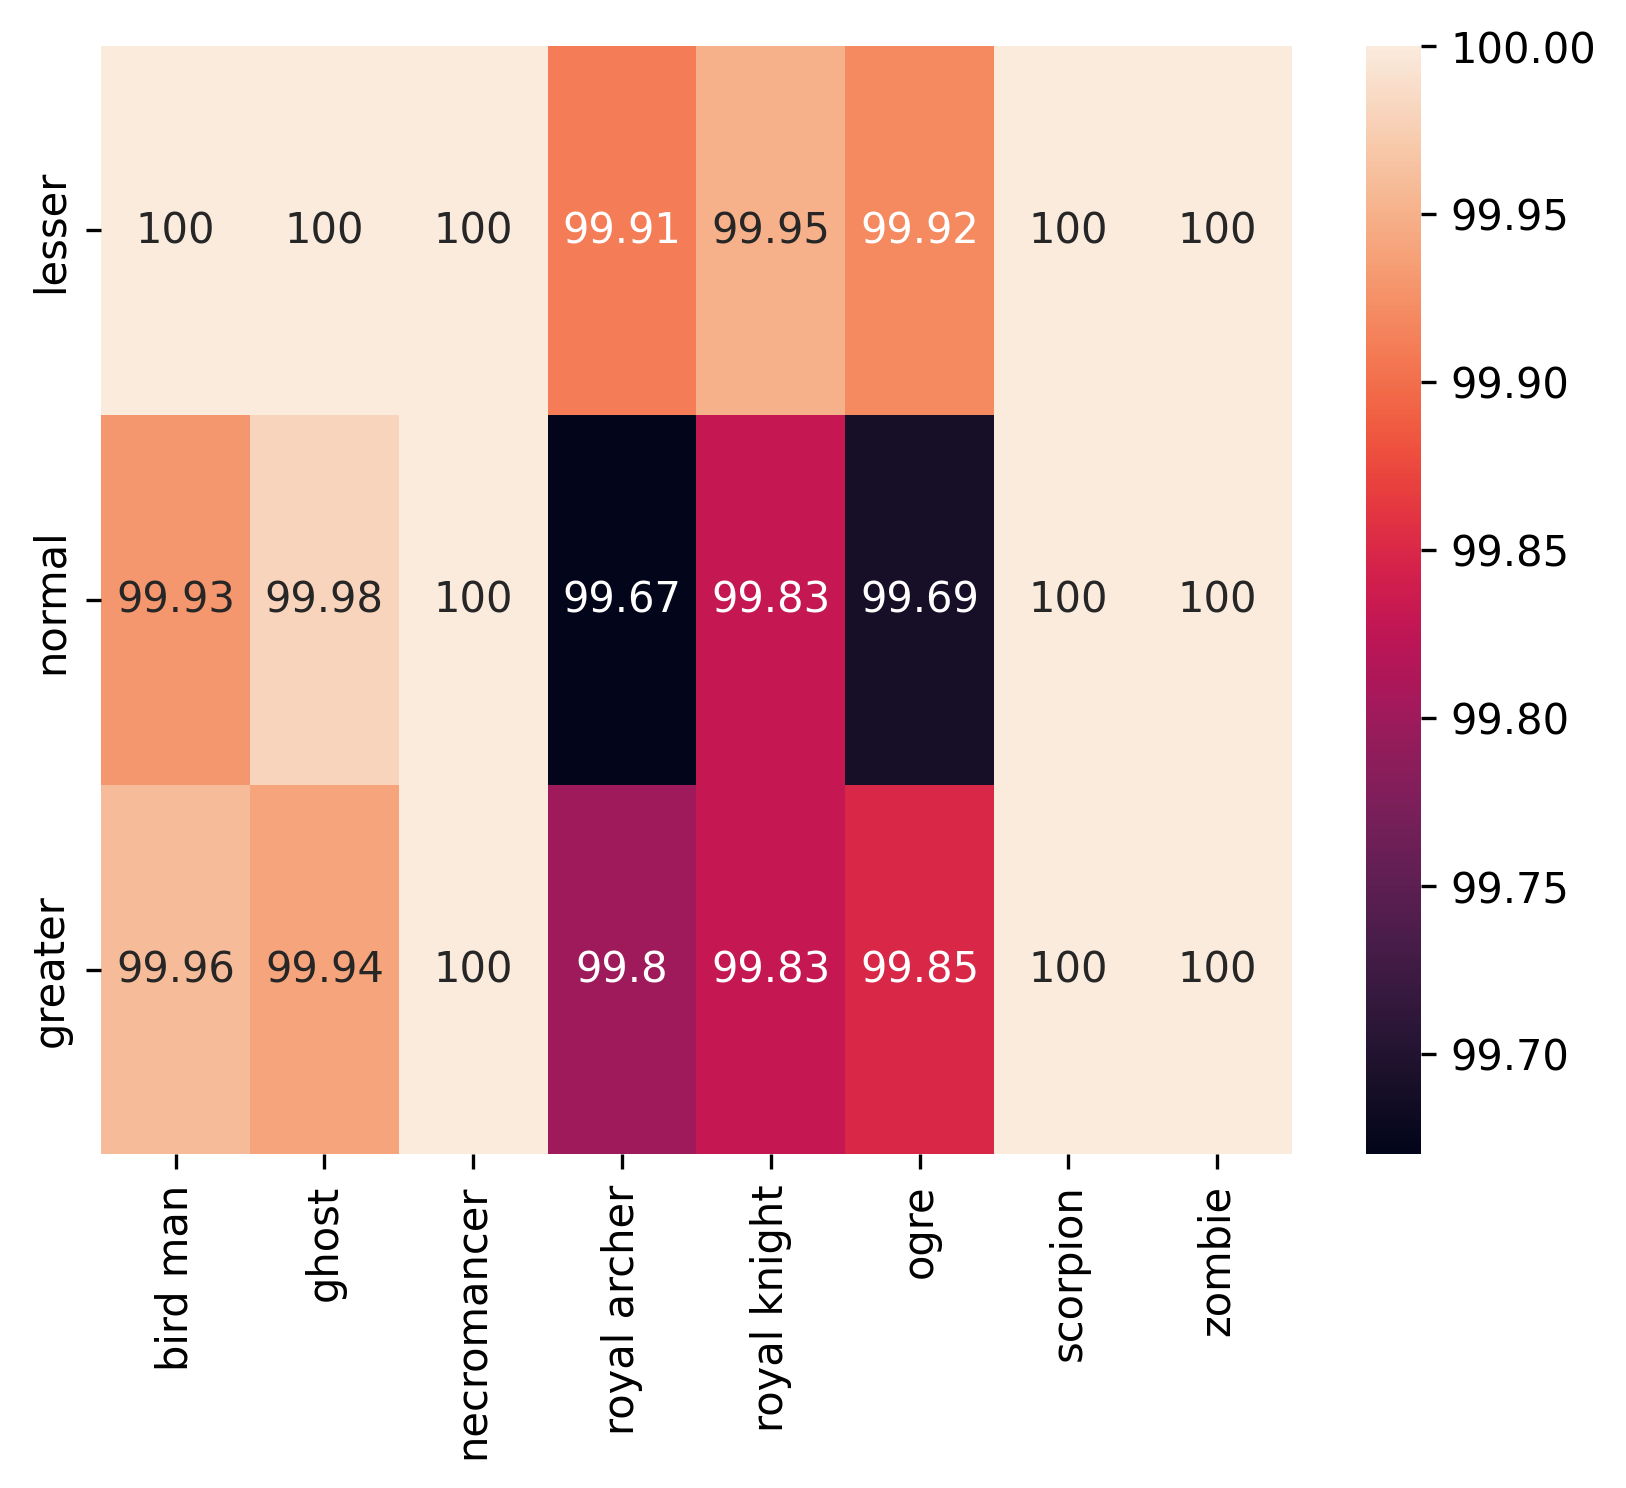 100.00
lesser 100 100 100 99.91 99.95 99.92 100 100
99.95
99.90
normal 99.93 99.98 100 99.67 99.83 99.69 100 100
99.85
99.80
greater 99.96 99.94 100 99.8 99.83 99.85 100 100
99.75
99.70
bird man
ghost
necromancer
royal archer
royal knight
ogre
scorpion
zombie